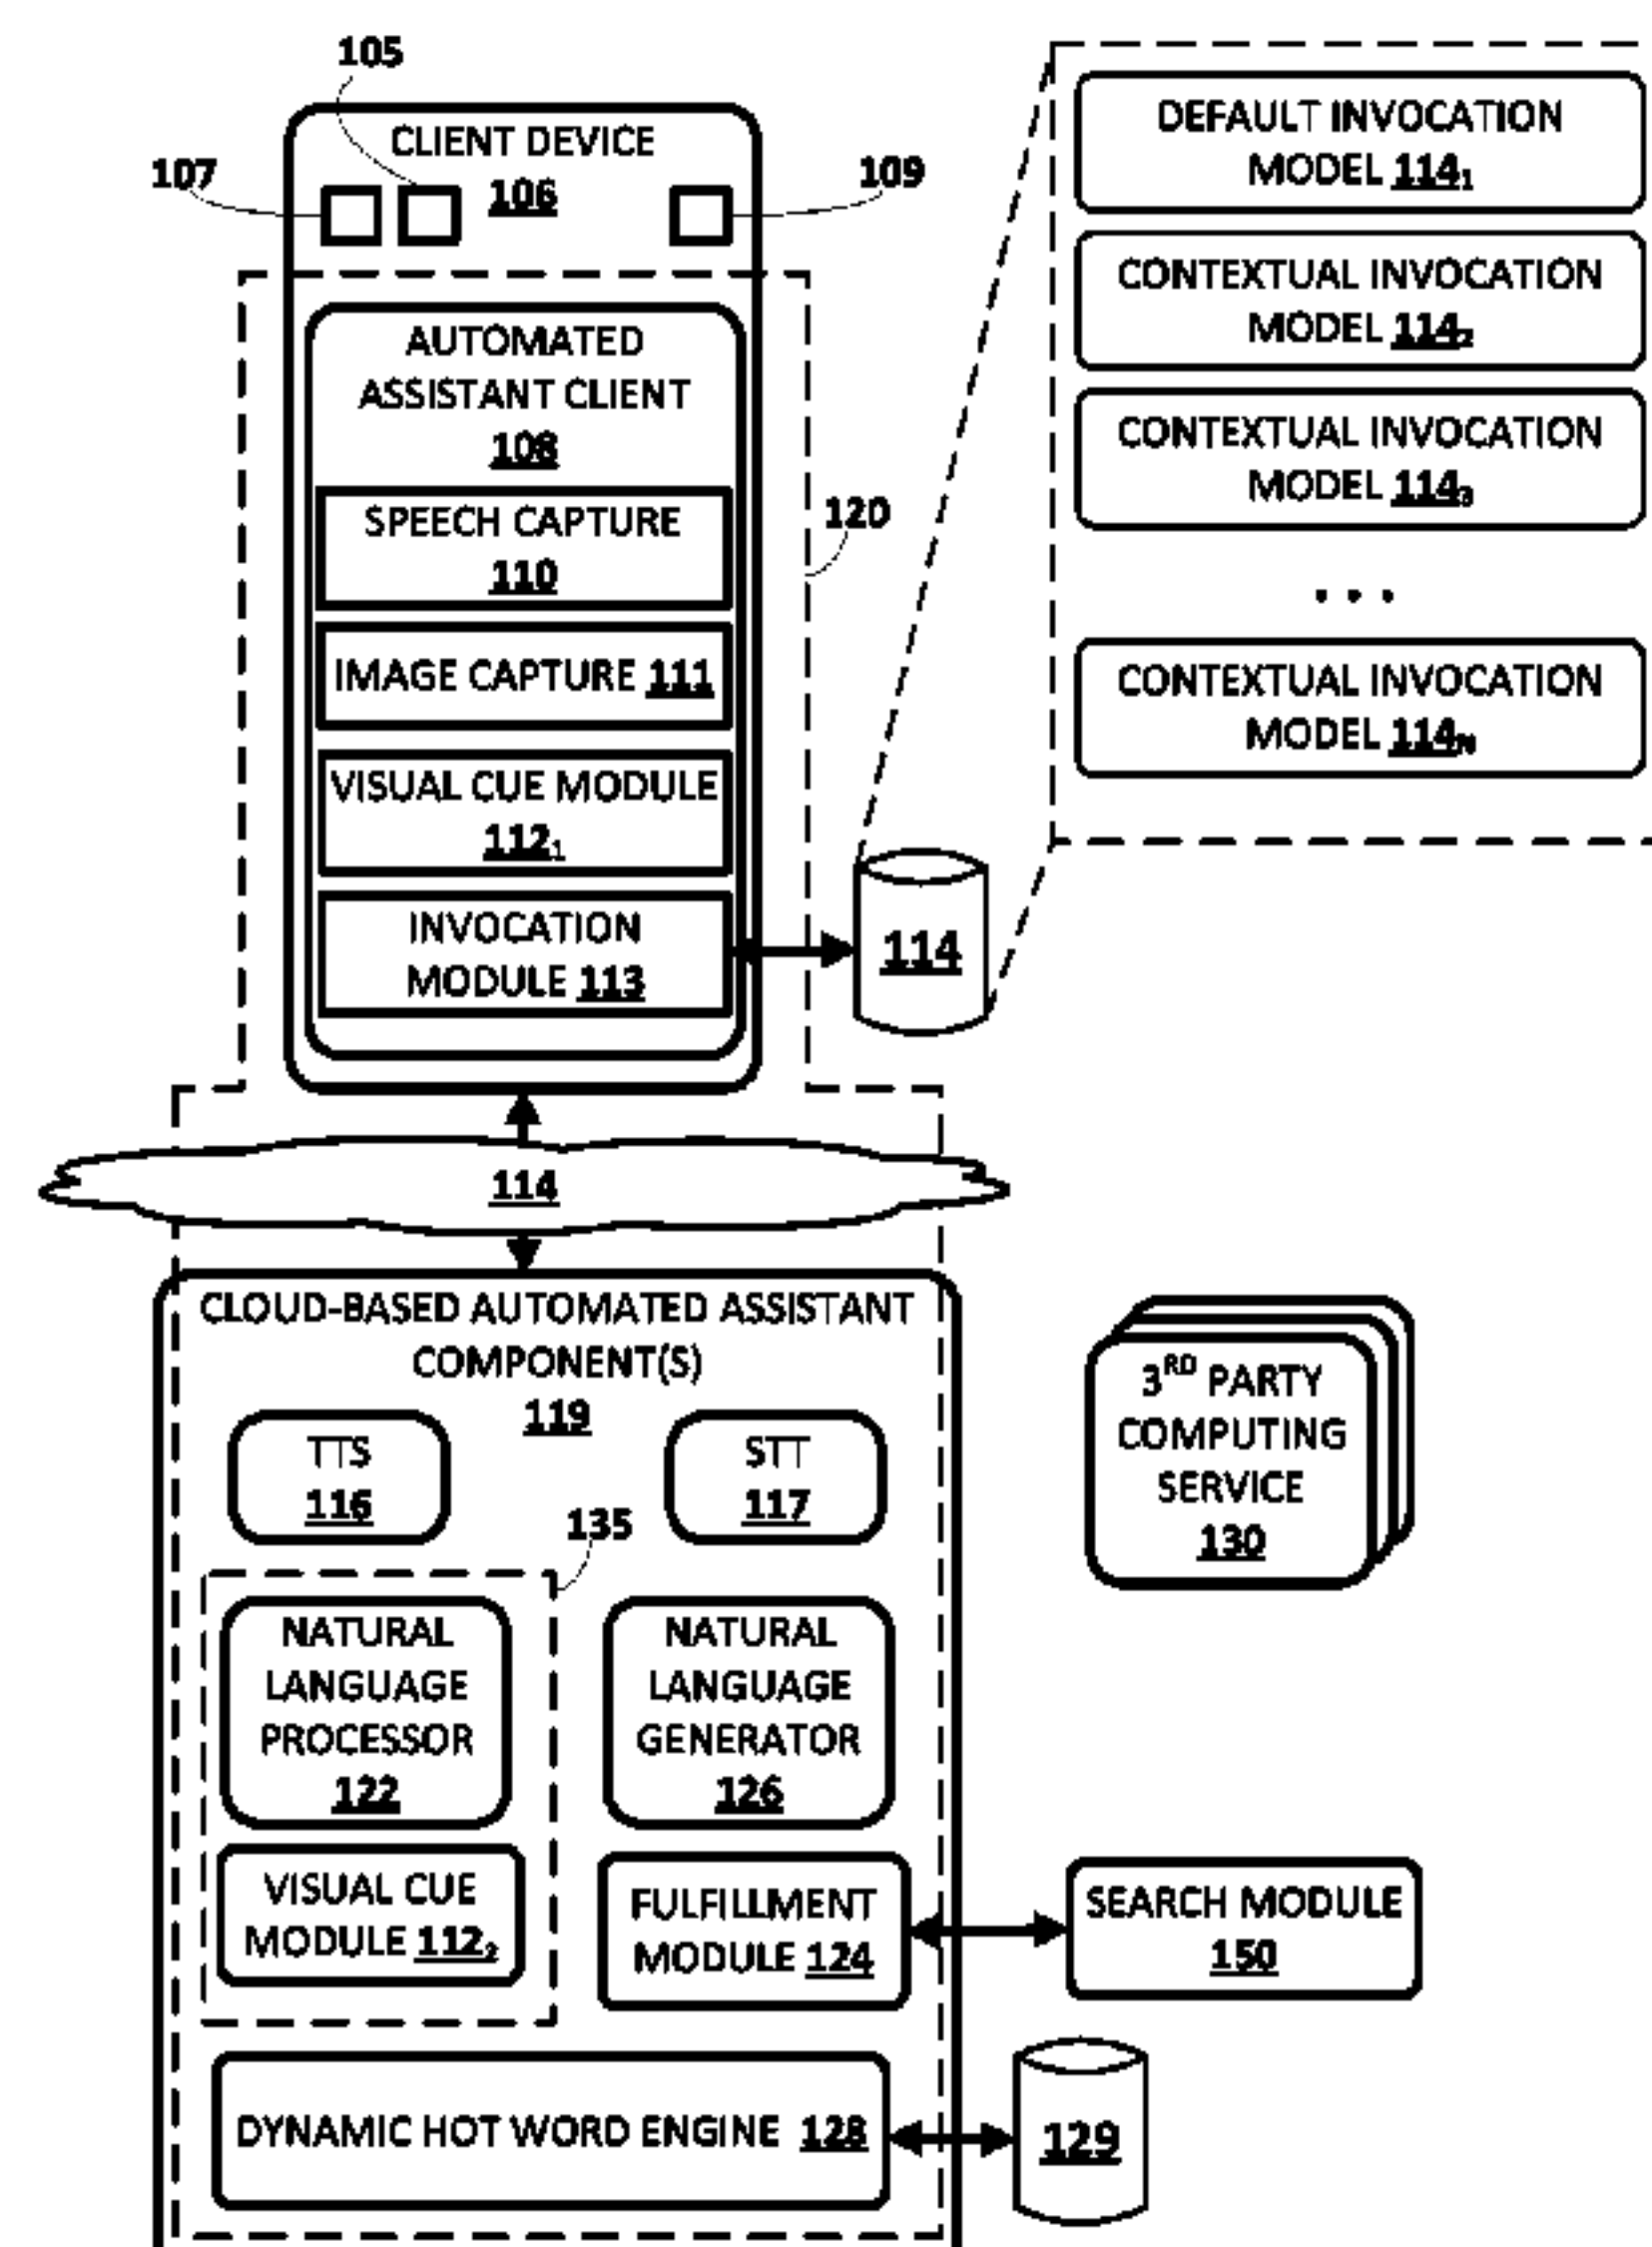 105
CLIENT DEVICE
106
107
109
AUTOMATED
ASSISTANT CLIENT
108
SPEECH CAPTURE
110
IMAGE CAPTURE 111
VISUAL CUE MODULE
112₁
INVOCATION
MODULE 113
120
114
DEFAULT INVOCATION
MODEL 114₁
CONTEXTUAL INVOCATION
MODEL 114₂
CONTEXTUAL INVOCATION
MODEL 114₃
. . .
CONTEXTUAL INVOCATION
MODEL 114ₙ
114
CLOUD-BASED AUTOMATED ASSISTANT
COMPONENT(S)
119
TTS
116
STT
117
135
NATURAL
LANGUAGE
PROCESSOR
122
NATURAL
LANGUAGE
GENERATOR
126
VISUAL CUE
MODULE 112₂
FULFILLMENT
MODULE 124
DYNAMIC HOT WORD ENGINE 128
3RD PARTY
COMPUTING
SERVICE
130
SEARCH MODULE
150
129